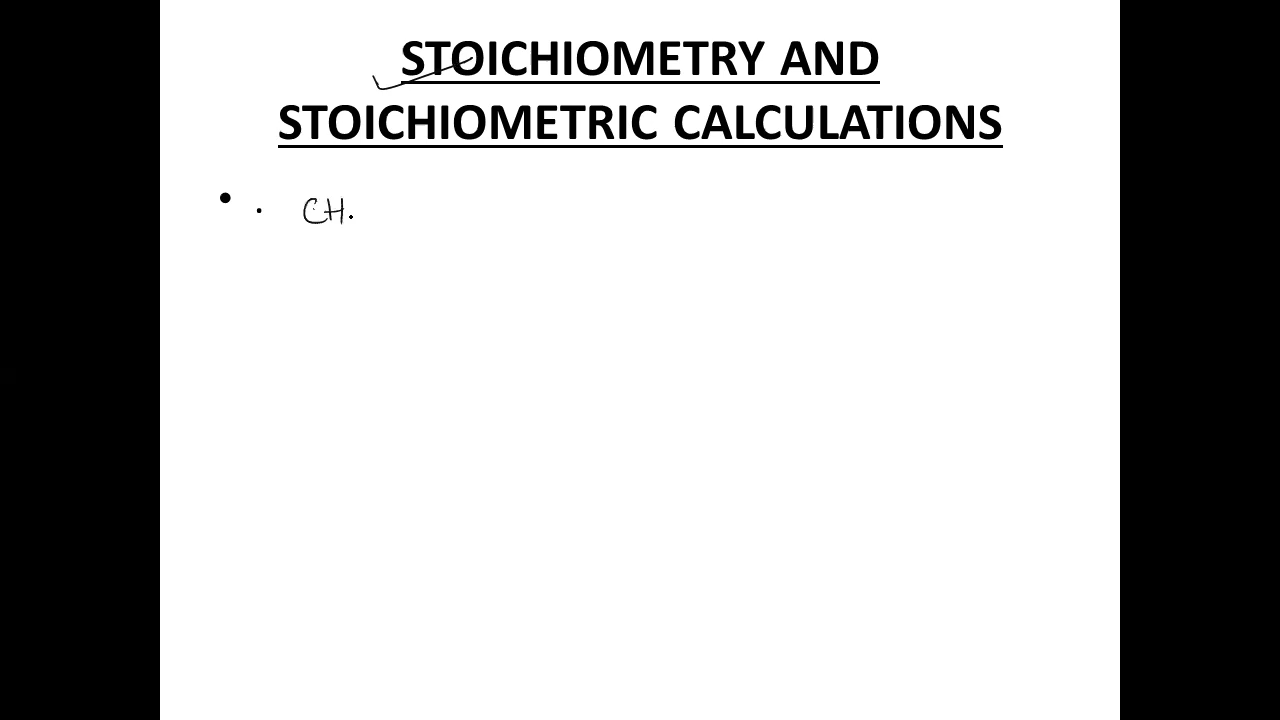 STOICHIOMETRY AND
STOICHIOMETRIC CALCULATIONS
• . CH.